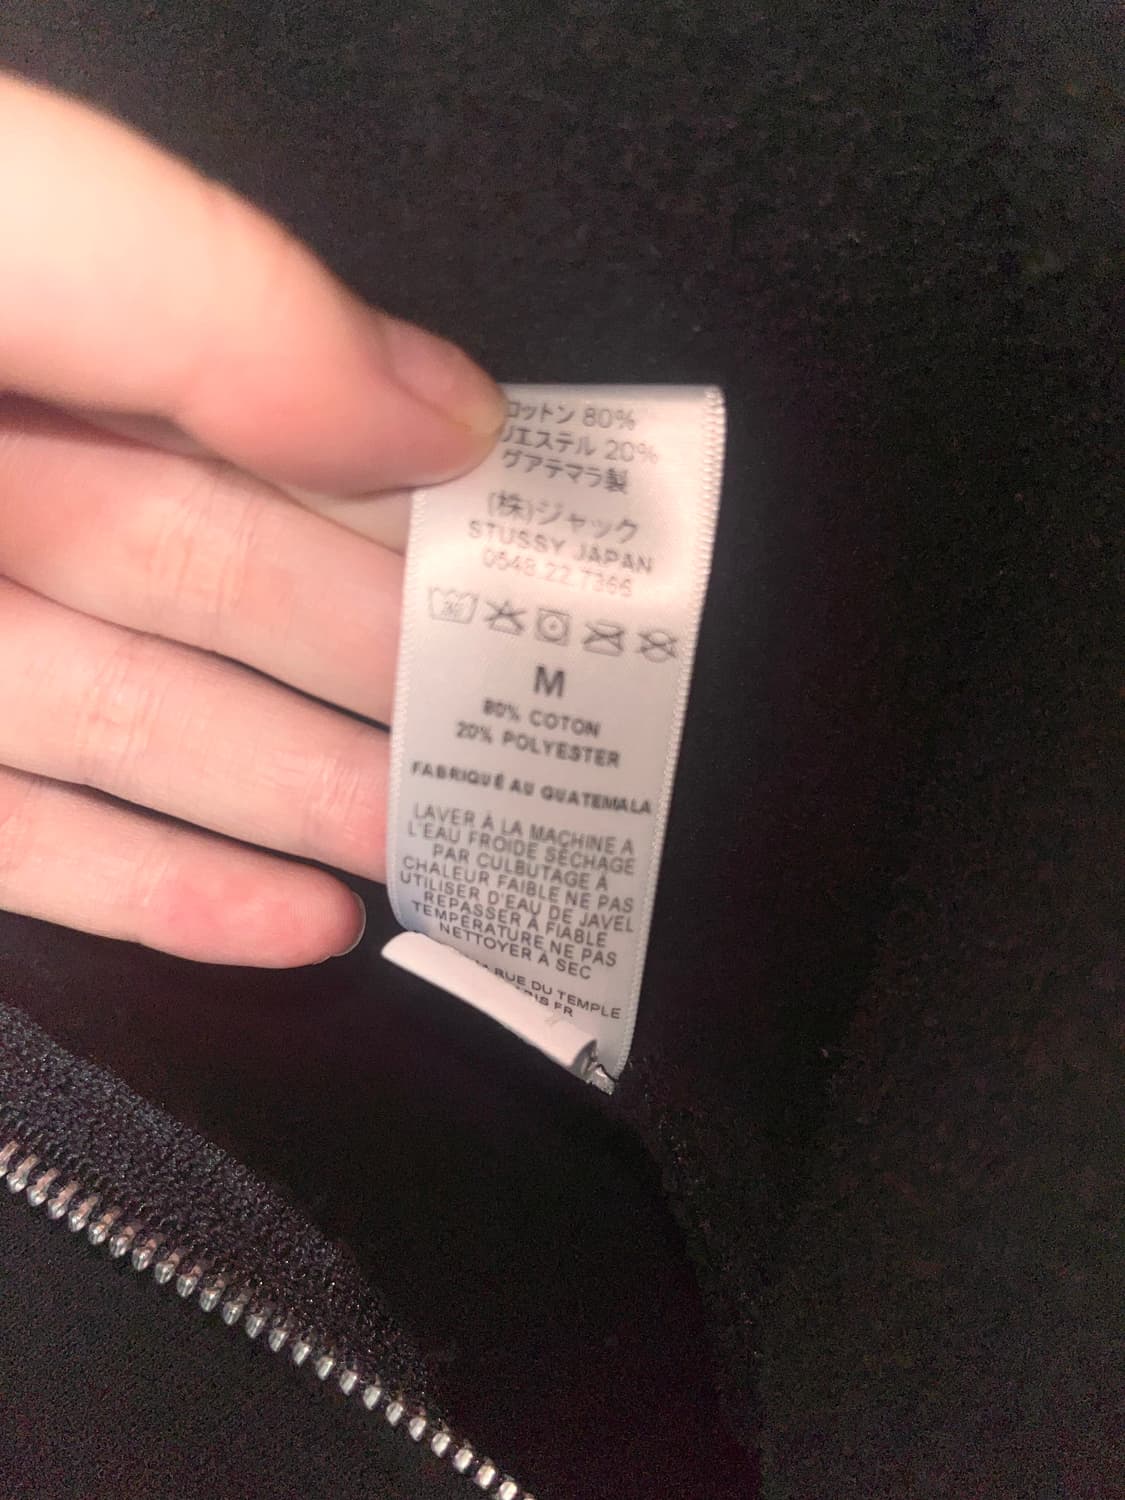 コットン 80%
リエステル 20%
グアテマラ製
(株)ジャック
STUSSY JAPAN
0548.22.7366
30
M
80% COTON
20% POLYESTER
FABRIQUÉ AU GUATEMALA
LAVER À LA MACHINE A
L'EAU FROIDE SÉCHAGE
PAR CULBUTAGE À
CHALEUR FAIBLE NE PAS
UTILISER D'EAU DE JAVEL
REPASSER À FIABLE
TEMPÉRATURE NE PAS
NETTOYER A SEC
RUE DU TEMPLE
FR